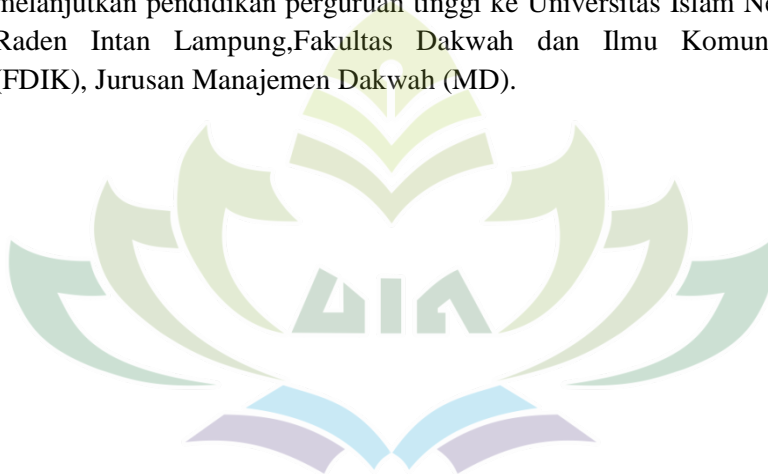 melanjutkan pendidikan perguruan tinggi ke Universitas Islam
Raden Intan Lampung,Fakultas Dakwah dan Ilmu
(FDIK), Jurusan Manajemen Dakwah (MD).
UIN